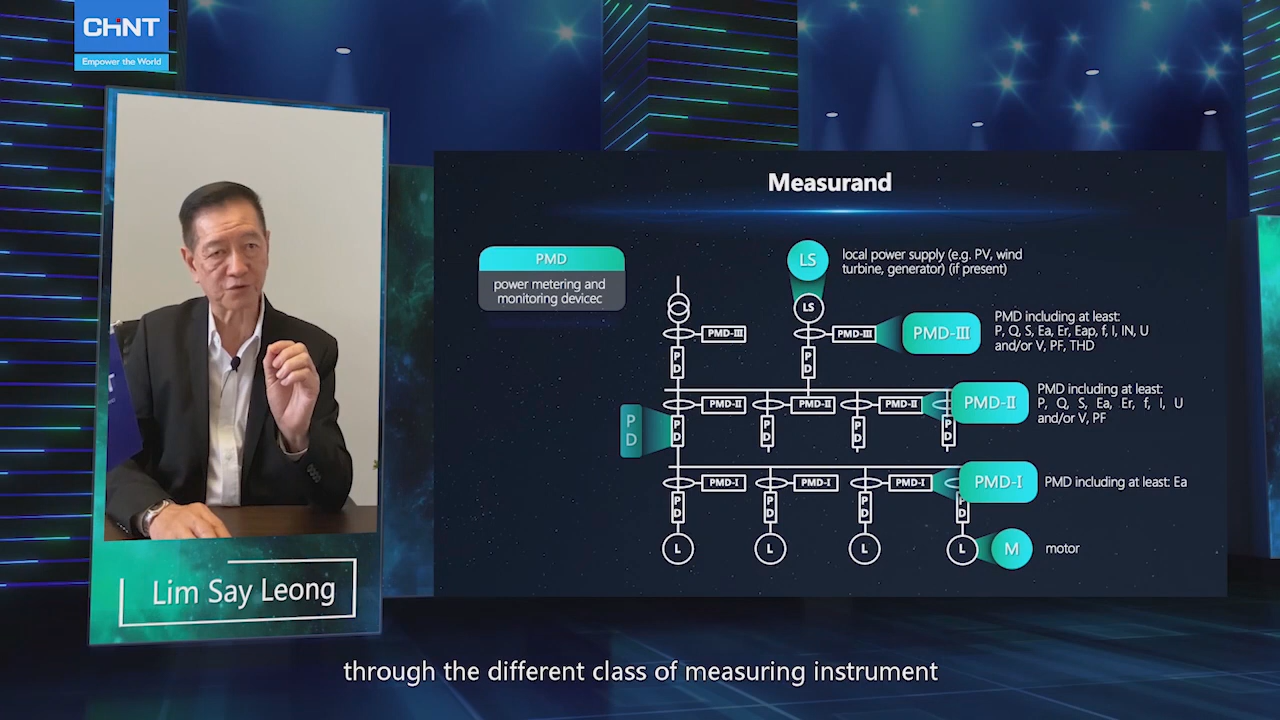 CHINT
Empower the World
Measurand
PMD
power metering and
monitoring devicec
LS
local power supply (e.g. PV, wind
turbine, generator) (if present)
LS
PMD-III
PMD-III
PMD-III
PMD including at least:
P, Q, S, Ea, Er, Eap, f, I, IN, U
and/or V, PF, THD
PD
PD
PMD-II
PMD-II
PMD-II
PMD-II
PMD including at least:
P, Q, S, Ea, Er, f, I, U
and/or V, PF
PD
PD
PD
PD
PD
PMD-I
PMD-I
PMD-I
PMD-I
PMD including at least: Ea
PD
PD
PD
PD
L
L
L
L
M
motor
Lim Say Leong
through the different class of measuring instrument